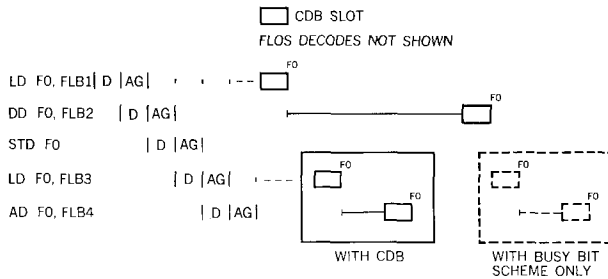 CDB SLOT
FLOS DECODES NOT SHOWN
F0
LD F0, FLB1 | D | AG |
F0
DD F0, FLB2 | D | AG |
STD F0 | D | AG |
F0 F0
LD F0, FLB3 | D | AG |
F0 F0
AD F0, FLB4 | D | AG |
WITH CDB
WITH BUSY BIT
SCHEME ONLY